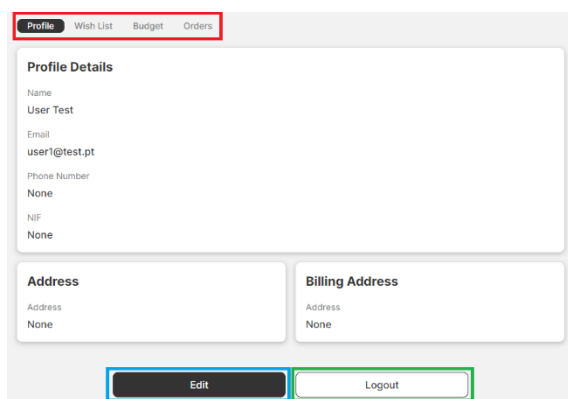 Profile Wish List Budget Orders
Profile Details
Name
User Test
Email
user1@test.pt
Phone Number
None
NIF
None
Address
Address
None
Billing Address
Address
None
Edit Logout